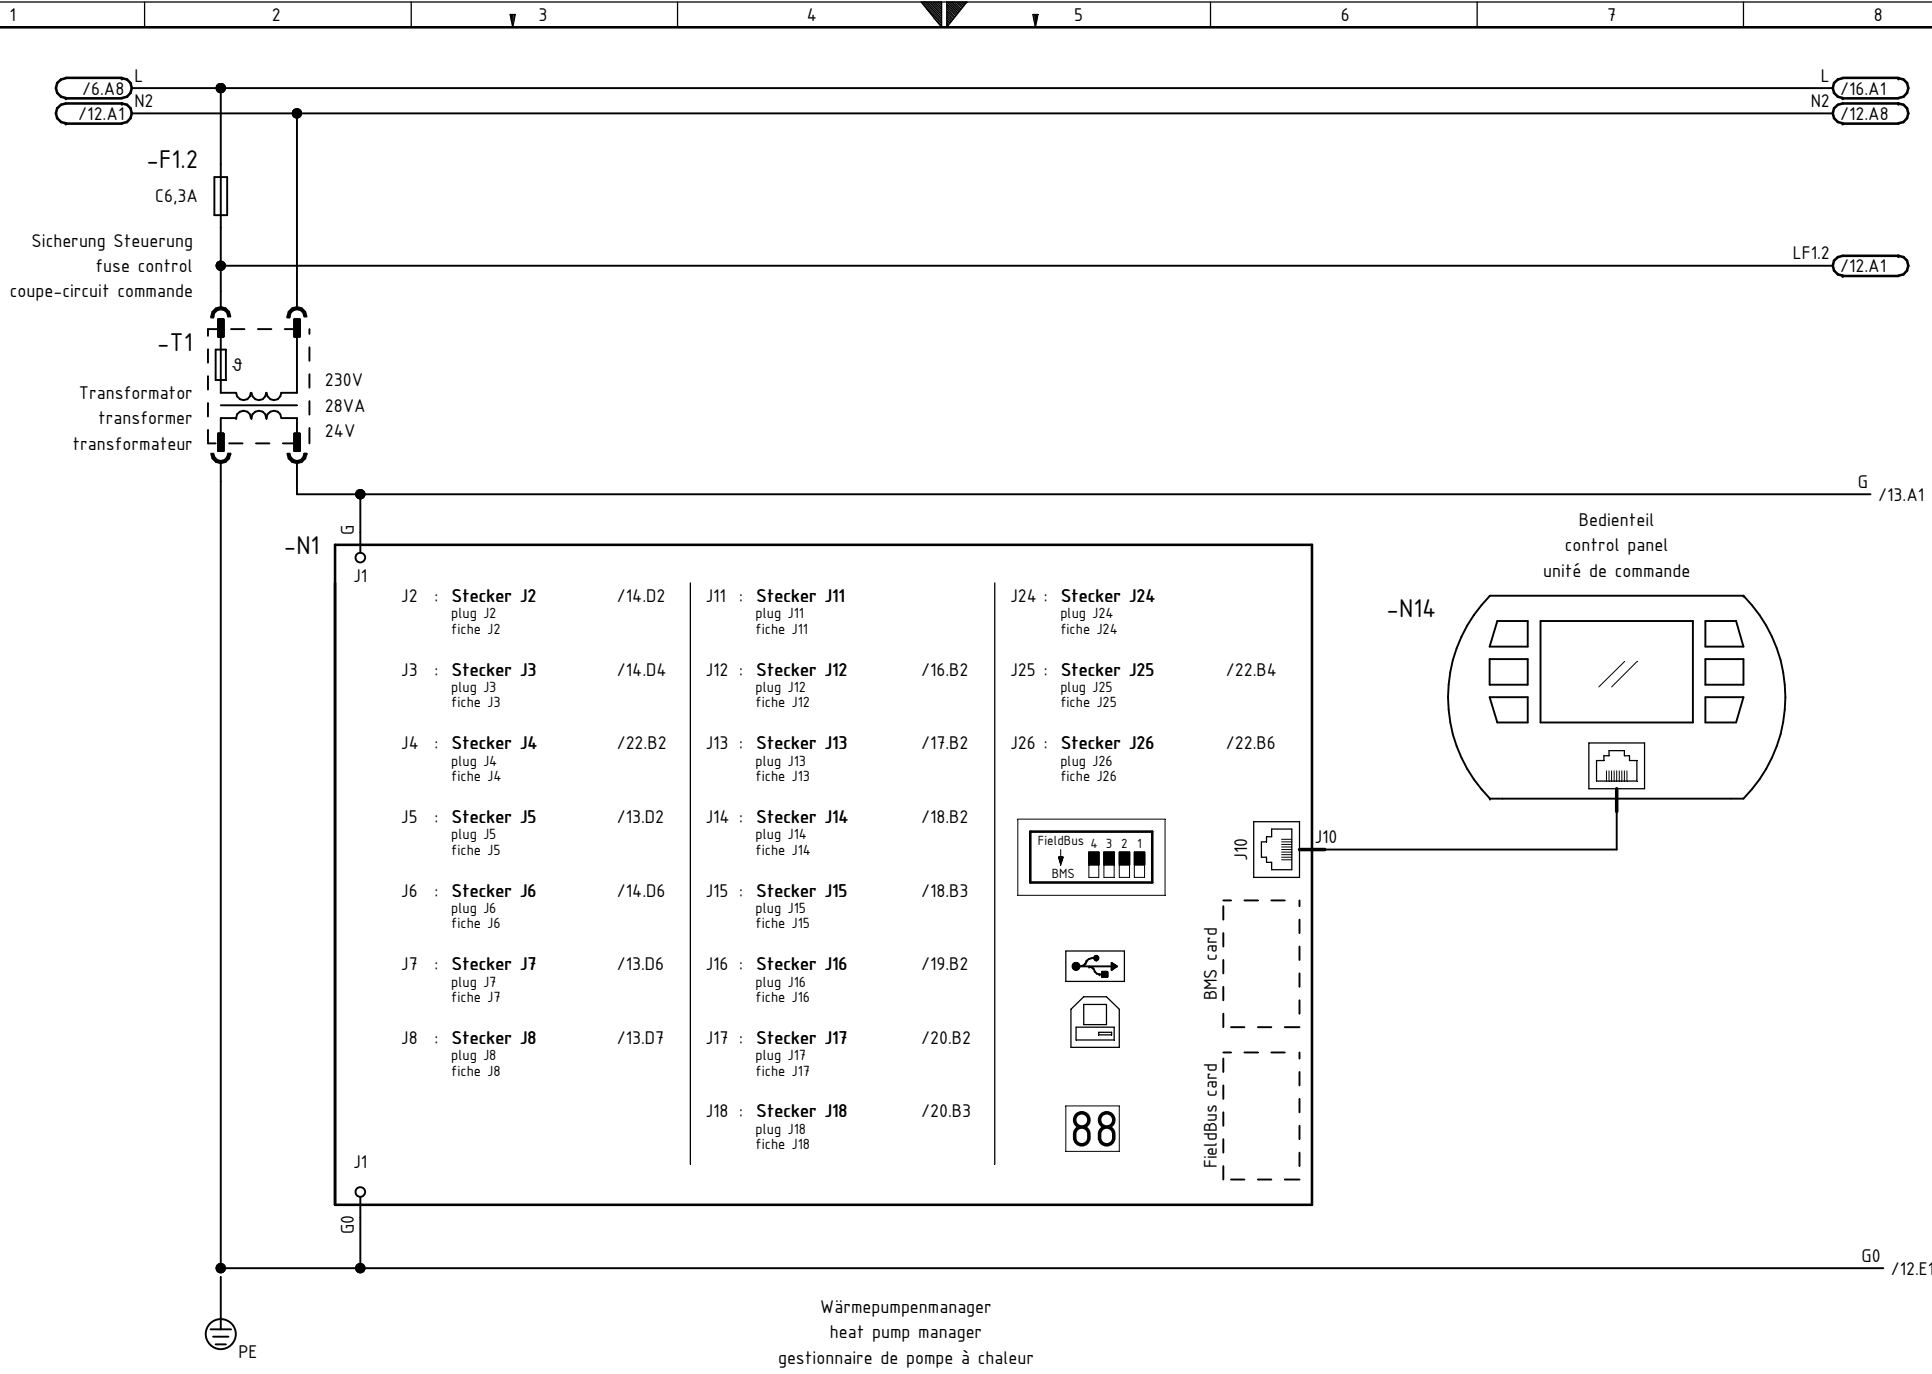 1 2 3 4 5 6 7 8
/6.A8 L L /16.A1
/12.A1 N2 N2 /12.A8
-F1.2
C6,3A
Sicherung Steuerung
fuse control
coupe-circuit commande
LF1.2 /12.A1
-T1
ϑ
Transformator
transformer
transformateur
230V
28VA
24V
G /13.A1
G
-N1
J1
Bedienteil
control panel
unité de commande
-N14
J2 : Stecker J2 /14.D2
plug J2
fiche J2
J3 : Stecker J3 /14.D4
plug J3
fiche J3
J4 : Stecker J4 /22.B2
plug J4
fiche J4
J5 : Stecker J5 /13.D2
plug J5
fiche J5
J6 : Stecker J6 /14.D6
plug J6
fiche J6
J7 : Stecker J7 /13.D6
plug J7
fiche J7
J8 : Stecker J8 /13.D7
plug J8
fiche J8
J11 : Stecker J11
plug J11
fiche J11
J12 : Stecker J12 /16.B2
plug J12
fiche J12
J13 : Stecker J13 /17.B2
plug J13
fiche J13
J14 : Stecker J14 /18.B2
plug J14
fiche J14
J15 : Stecker J15 /18.B3
plug J15
fiche J15
J16 : Stecker J16 /19.B2
plug J16
fiche J16
J17 : Stecker J17 /20.B2
plug J17
fiche J17
J18 : Stecker J18 /20.B3
plug J18
fiche J18
J24 : Stecker J24
plug J24
fiche J24
J25 : Stecker J25 /22.B4
plug J25
fiche J25
J26 : Stecker J26 /22.B6
plug J26
fiche J26
FieldBus 4 3 2 1
BMS
J10
J10
BMS card
FieldBus card
88
J1
G0
G0 /12.E1
PE
Wärmepumpenmanager
heat pump manager
gestionnaire de pompe à chaleur